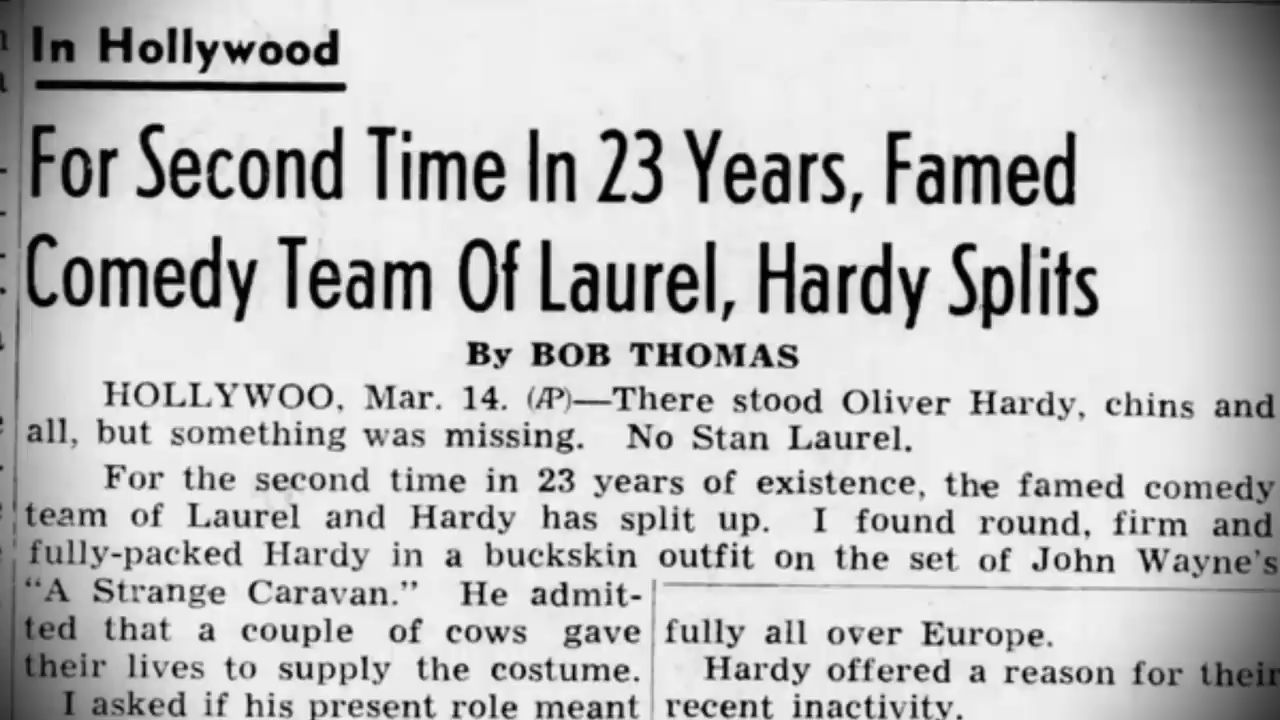 In Hollywood
For Second Time In 23 Years, Famed
Comedy Team Of Laurel, Hardy Splits
By BOB THOMAS
HOLLYWOO, Mar. 14. (AP)—There stood Oliver Hardy, chins and
all, but something was missing. No Stan Laurel.
For the second time in 23 years of existence, the famed comedy
team of Laurel and Hardy has split up. I found round, firm and
fully-packed Hardy in a buckskin outfit on the set of John Wayne's
"A Strange Caravan." He admit-
ted that a couple of cows gave
their lives to supply the costume.
I asked if his present role meant
fully all over Europe.
Hardy offered a reason for their
recent inactivity.